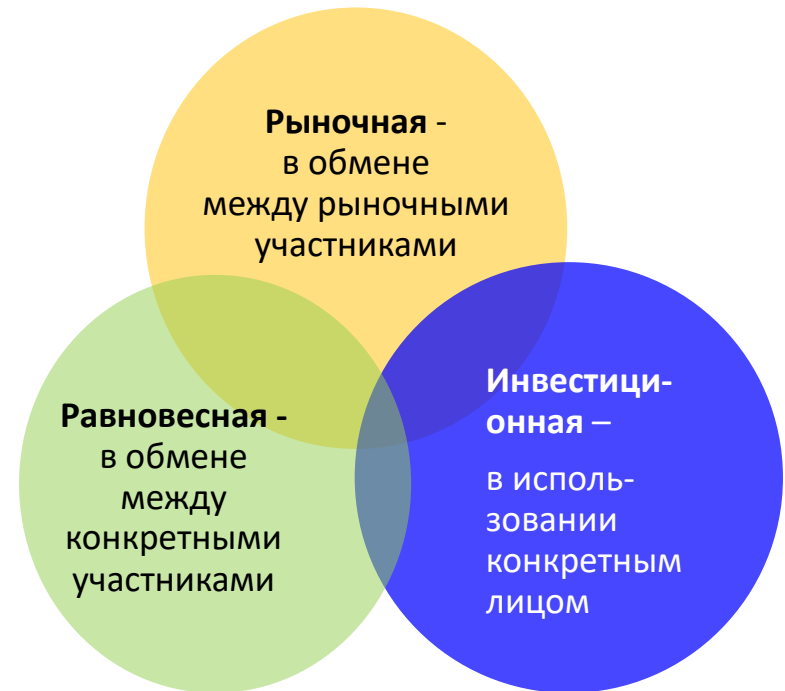 Рыночная -
в обмене
между рыночными
участниками
Равновесная -
в обмене
между
конкретными
участниками
Инвестици-
онная –
в исполь-
зовании
конкретным
лицом